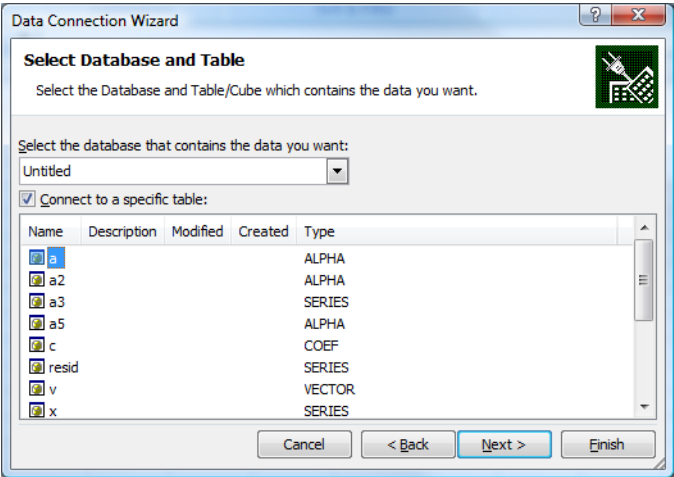 Data Connection Wizard
Select Database and Table
Select the Database and Table/Cube which contains the data you want.
Select the database that contains the data you want:
Untitled
Connect to a specific table:
Name Description Modified Created Type
a ALPHA
a2 ALPHA
a3 SERIES
a5 ALPHA
c COEF
resid SERIES
v VECTOR
x SERIES
Cancel < Back Next > Finish